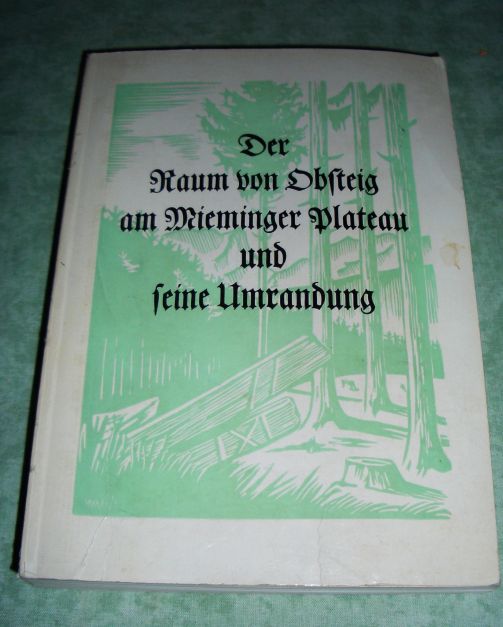 Der
Raum von Obſteig
am Mieminger Plateau
und
ſeine Umrandung